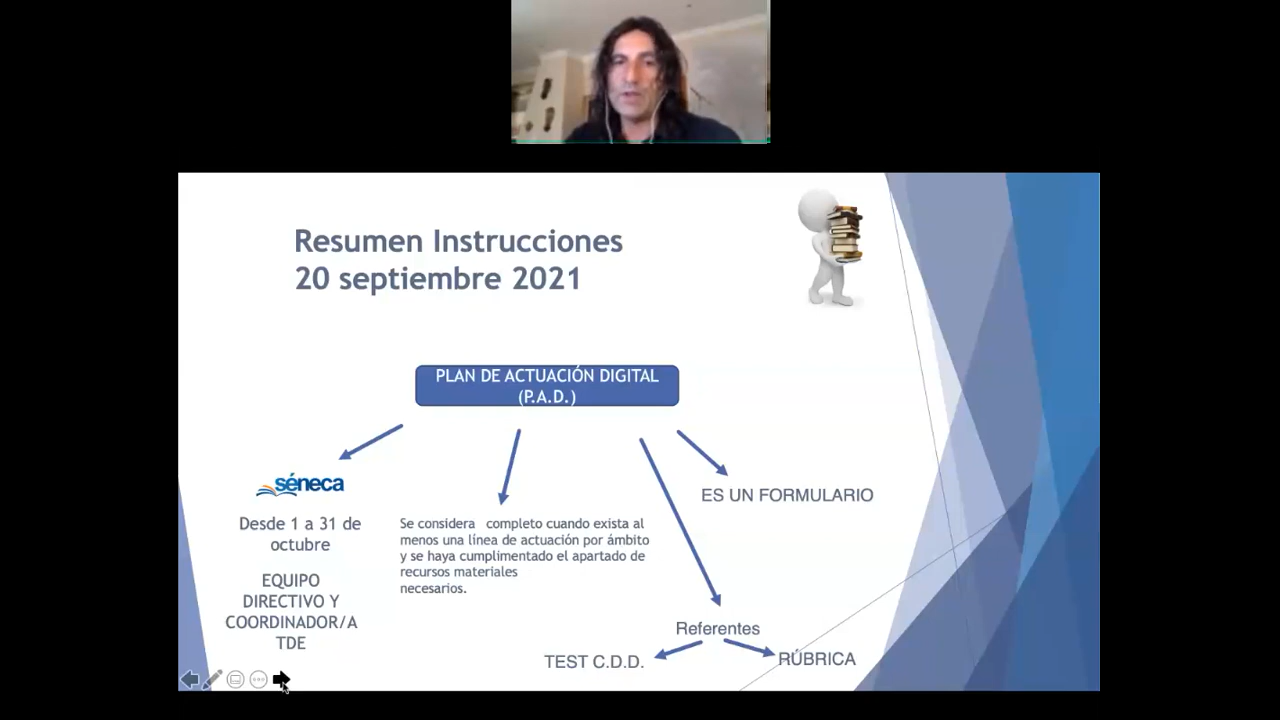 Resumen Instrucciones
20 septiembre 2021
PLAN DE ACTUACIÓN DIGITAL
(P.A.D.)
séneca
Desde 1 a 31 de
octubre
EQUIPO
DIRECTIVO Y
COORDINADOR/A
TDE
Se considera completo cuando exista al
menos una línea de actuación por ámbito
y se haya cumplimentado el apartado de
recursos materiales
necesarios.
ES UN FORMULARIO
Referentes
TEST C.D.D.
RÚBRICA